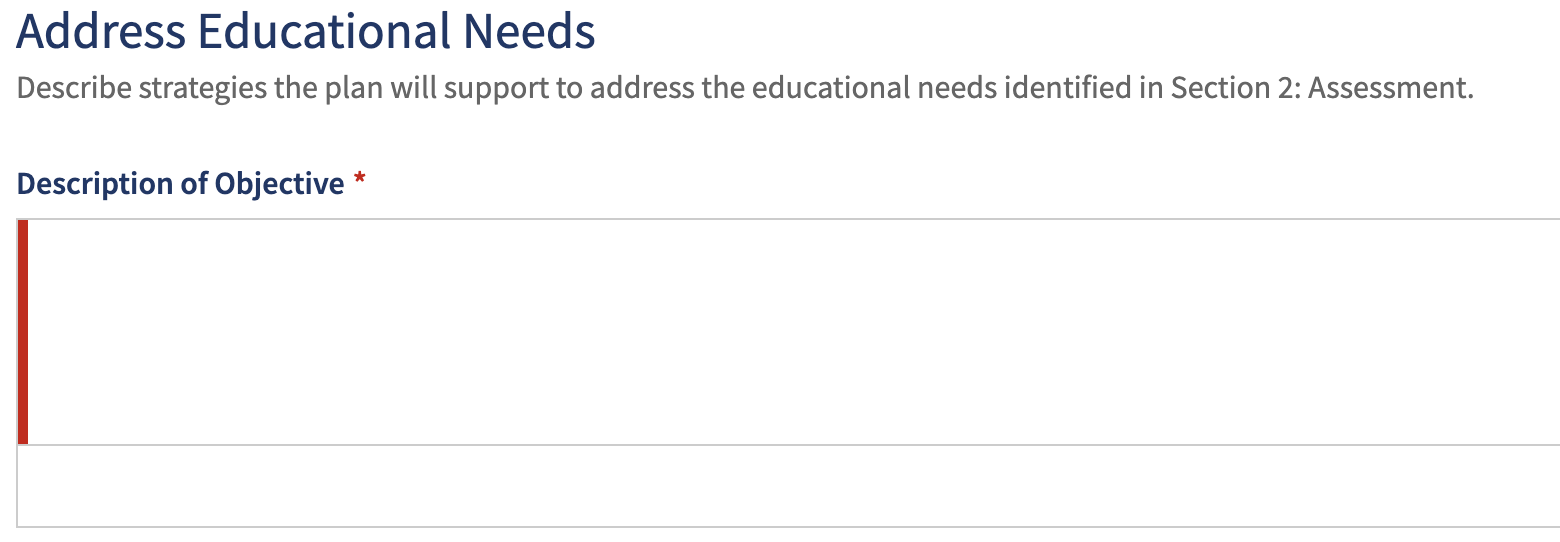 Address Educational Needs
Describe strategies the plan will support to address the educational needs identified in Section 2: Assessment.
Description of Objective *